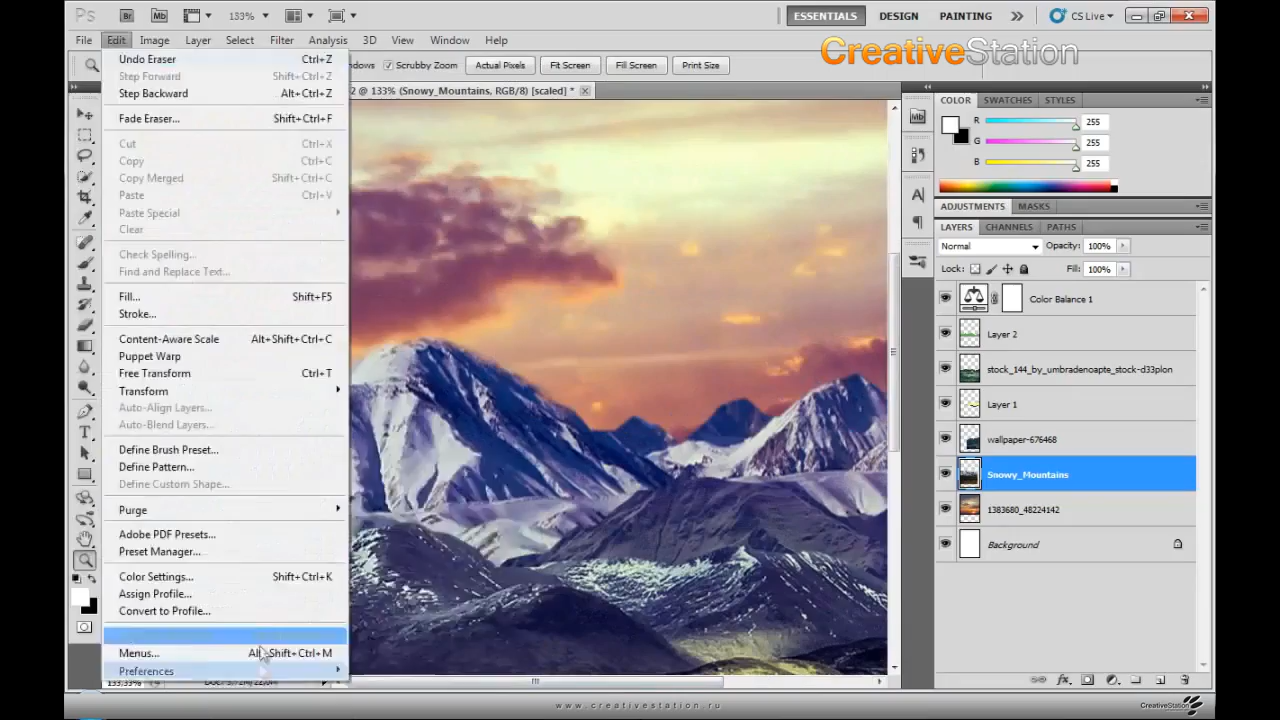 Ps Br Mb 133% ESSENTIALS DESIGN PAINTING CS Live
File Edit Image Layer Select Filter Analysis 3D View Window Help
CreativeStation
Scrubby Zoom Actual Pixels Fit Screen Fill Screen Print Size
2 @ 133% (Snowy_Mountains, RGB/8) [scaled] *
Undo Eraser Ctrl+Z
Step Forward Shift+Ctrl+Z
Step Backward Alt+Ctrl+Z
Fade Eraser... Shift+Ctrl+F
Cut Ctrl+X
Copy Ctrl+C
Copy Merged Shift+Ctrl+C
Paste Ctrl+V
Paste Special
Clear
Check Spelling...
Find and Replace Text...
Fill... Shift+F5
Stroke...
Content-Aware Scale Alt+Shift+Ctrl+C
Puppet Warp
Free Transform Ctrl+T
Transform
Auto-Align Layers...
Auto-Blend Layers...
Define Brush Preset...
Define Pattern...
Define Custom Shape...
Purge
Adobe PDF Presets...
Preset Manager...
Color Settings... Shift+Ctrl+K
Assign Profile...
Convert to Profile...
Menus... Alt+Shift+Ctrl+M
Preferences
Mb
COLOR SWATCHES STYLES
R 255
G 255
B 255
ADJUSTMENTS MASKS
LAYERS CHANNELS PATHS
Normal Opacity: 100%
Lock: Fill: 100%
Color Balance 1
Layer 2
stock_144_by_umbradenoapte_stock-d33plon
Layer 1
wallpaper-676468
Snowy_Mountains
1383680_48224142
Background
133,33%
www.creativestation.ru
CreativeStation